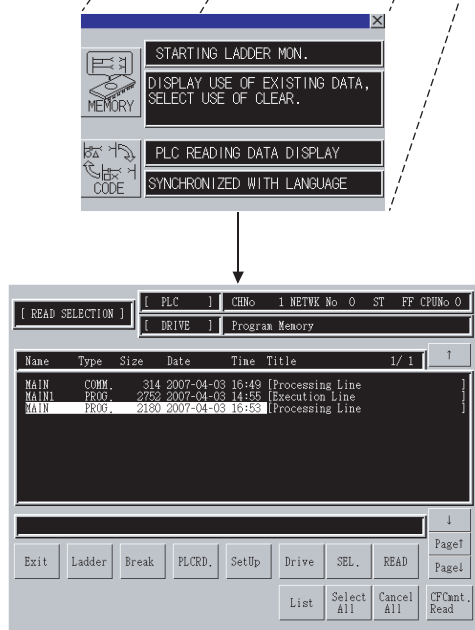 STARTING LADDER MON.
DISPLAY USE OF EXISTING DATA,
SELECT USE OF CLEAR.
MEMORY
PLC READING DATA DISPLAY
SYNCHRONIZED WITH LANGUAGE
CODE
[ READ SELECTION ]
[ PLC ] CHNo 1 NETWK No 0 ST FF CPUNo 0
[ DRIVE ] Program Memory
Name Type Size Date Time Title 1/ 1 ↑
MAIN COMM. 314 2007-04-03 16:49 [Processing Line ]
MAIN1 PROG. 2752 2007-04-03 14:55 [Execution Line ]
MAIN PROG. 2180 2007-04-03 16:53 [Processing Line ]
↓
Page↑
Exit Ladder Break PLCRD. SetUp Drive SEL. READ
Page↓
List Select All Cancel All CFCmnt. Read